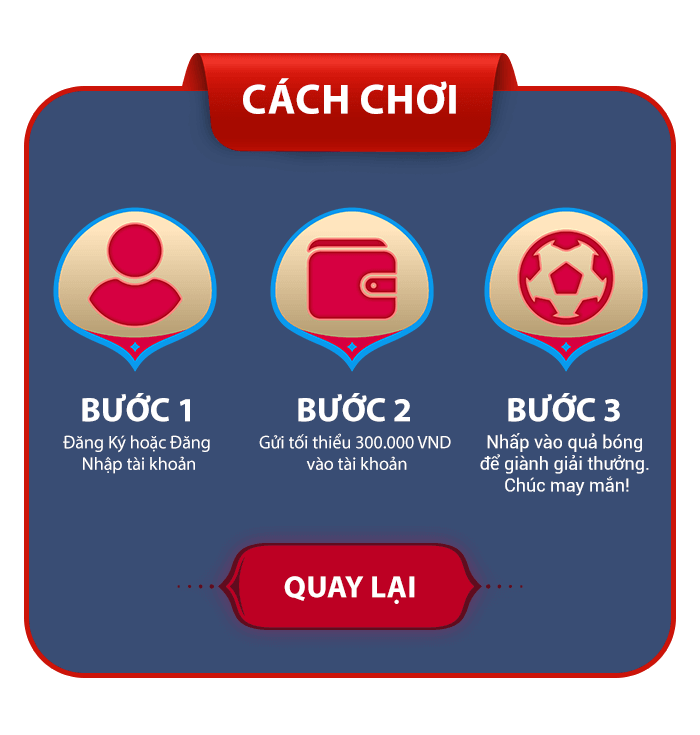 CÁCH CHƠI
BƯỚC 1
Đăng Ký hoặc Đăng
Nhập tài khoản
BƯỚC 2
Gửi tối thiểu 300.000 VND
vào tài khoản
BƯỚC 3
Nhấp vào quả bóng
để giành giải thưởng.
Chúc may mắn!
QUAY LẠI